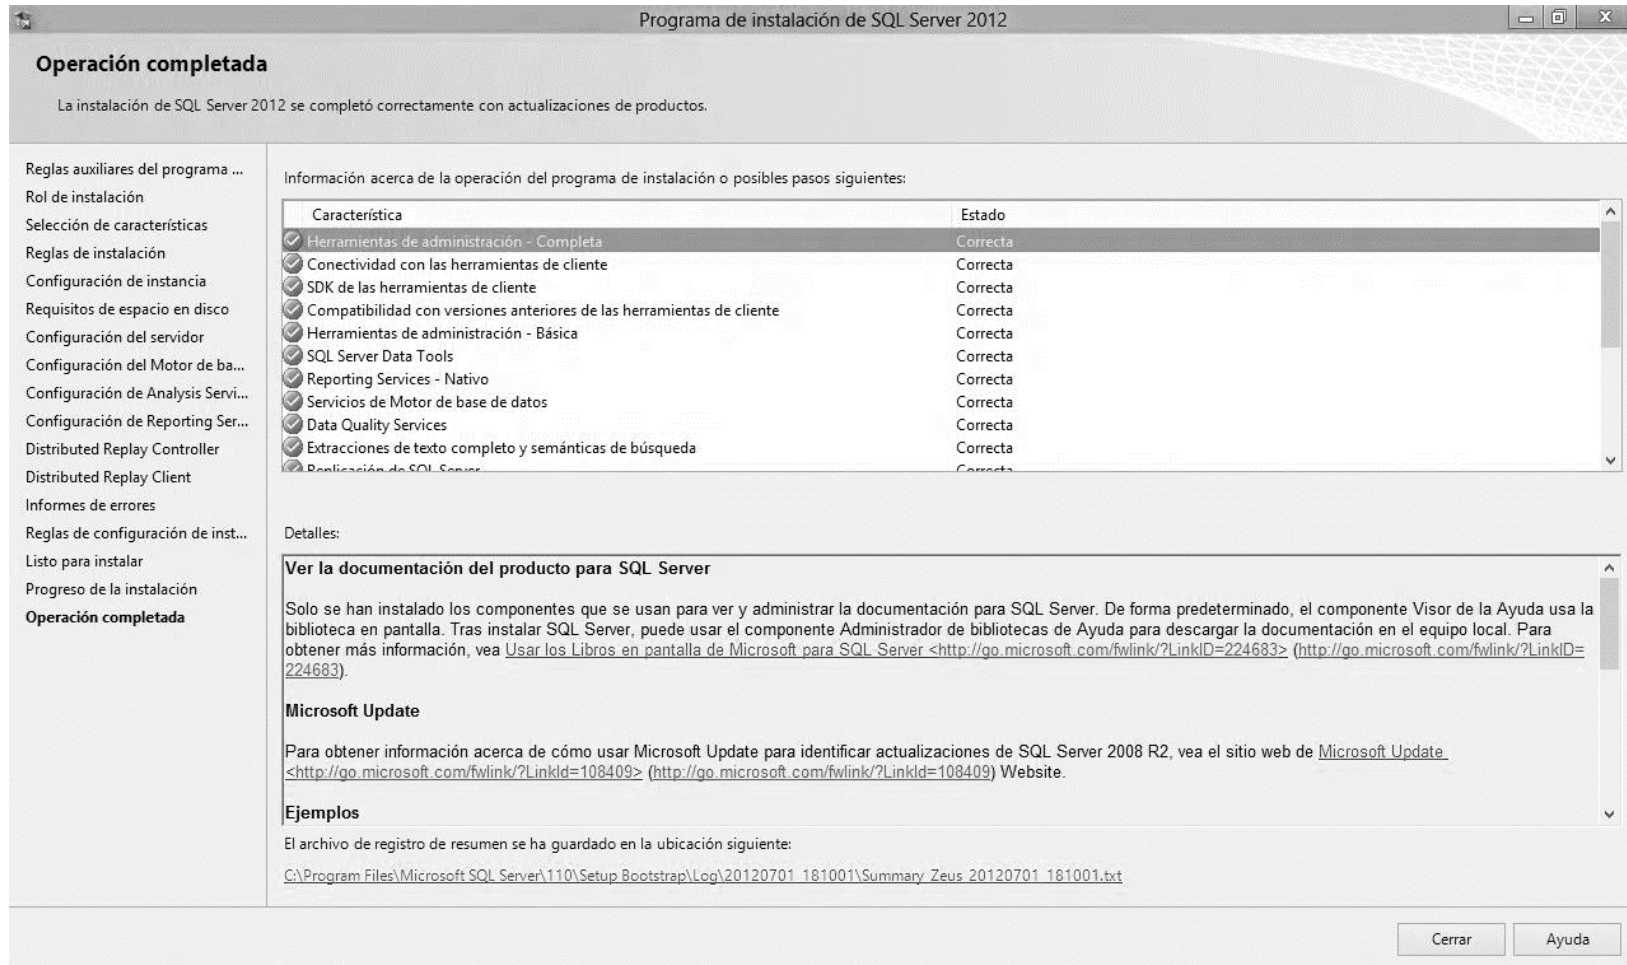 Programa de instalación de SQL Server 2012
Operación completada
La instalación de SQL Server 2012 se completó correctamente con actualizaciones de productos.
Reglas auxiliares del programa ...
Rol de instalación
Selección de características
Reglas de instalación
Configuración de instancia
Requisitos de espacio en disco
Configuración del servidor
Configuración del Motor de ba...
Configuración de Analysis Servi...
Configuración de Reporting Ser...
Distributed Replay Controller
Distributed Replay Client
Informes de errores
Reglas de configuración de inst...
Listo para instalar
Progreso de la instalación
Operación completada
Información acerca de la operación del programa de instalación o posibles pasos siguientes:
Característica Estado
Herramientas de administración - Completa Correcta
Conectividad con las herramientas de cliente Correcta
SDK de las herramientas de cliente Correcta
Compatibilidad con versiones anteriores de las herramientas de cliente Correcta
Herramientas de administración - Básica Correcta
SQL Server Data Tools Correcta
Reporting Services - Nativo Correcta
Servicios de Motor de base de datos Correcta
Data Quality Services Correcta
Extracciones de texto completo y semánticas de búsqueda Correcta
Replicación de SQL Server Correcta
Detalles:
Ver la documentación del producto para SQL Server
Solo se han instalado los componentes que se usan para ver y administrar la documentación para SQL Server. De forma predeterminado, el componente Visor de la Ayuda usa la
biblioteca en pantalla. Tras instalar SQL Server, puede usar el componente Administrador de bibliotecas de Ayuda para descargar la documentación en el equipo local. Para
obtener más información, vea Usar los Libros en pantalla de Microsoft para SQL Server <http://go.microsoft.com/fwlink/?LinkID=224683> (http://go.microsoft.com/fwlink/?LinkID=
224683).
Microsoft Update
Para obtener información acerca de cómo usar Microsoft Update para identificar actualizaciones de SQL Server 2008 R2, vea el sitio web de Microsoft Update
<http://go.microsoft.com/fwlink/?LinkId=108409> (http://go.microsoft.com/fwlink/?LinkId=108409) Website.
Ejemplos
El archivo de registro de resumen se ha guardado en la ubicación siguiente:
C:\Program Files\Microsoft SQL Server\110\Setup Bootstrap\Log\20120701_181001\Summary_Zeus_20120701_181001.txt
Cerrar Ayuda